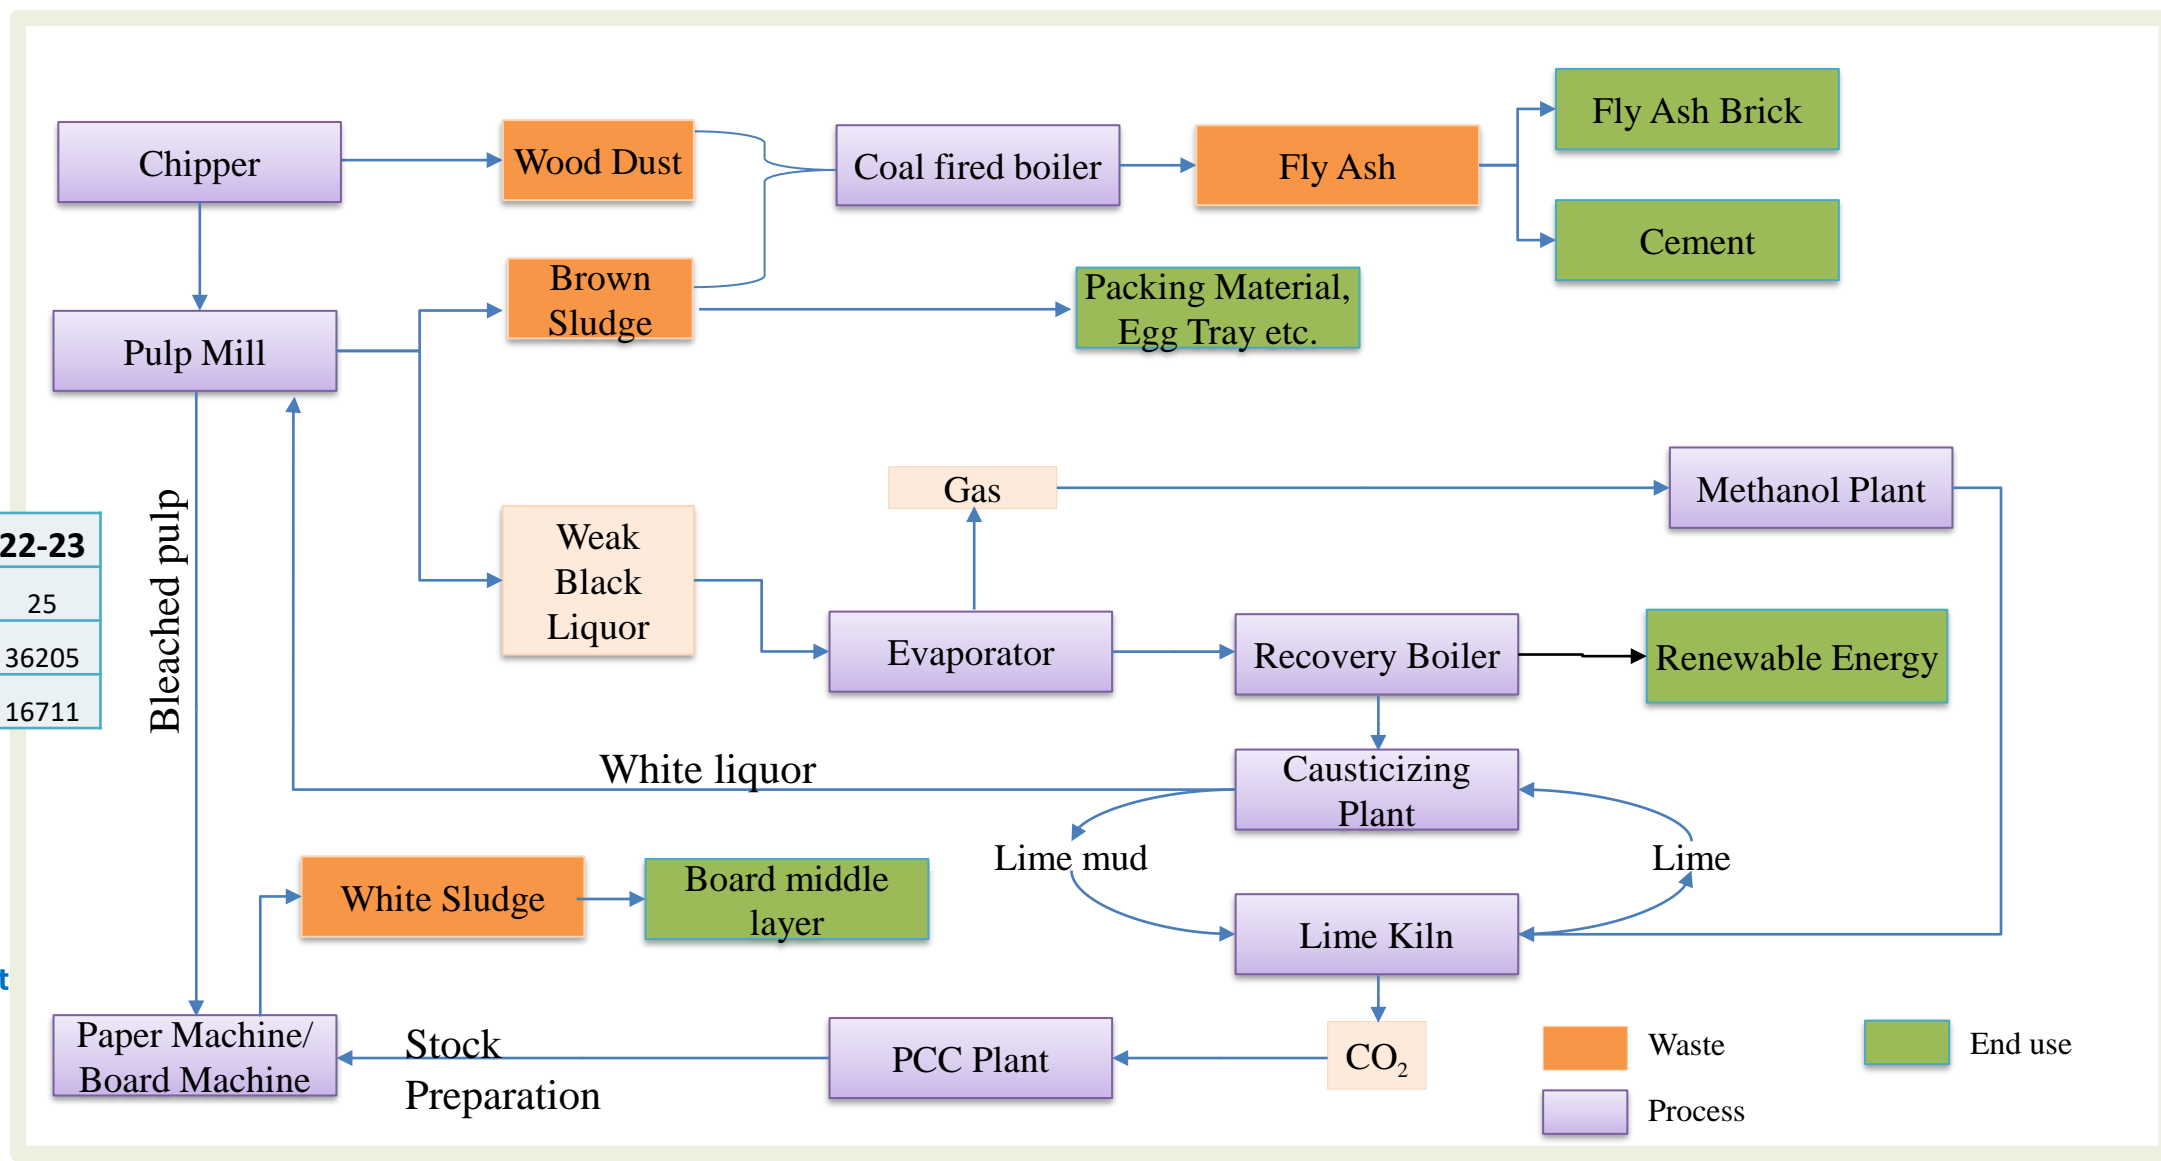 Chipper
Wood Dust
Coal fired boiler
Fly Ash
Fly Ash Brick
Cement
Pulp Mill
Brown
Sludge
Packing Material,
Egg Tray etc.
Gas
Methanol Plant
Bleached pulp
Weak
Black
Liquor
22-23
25
36205
16711
Evaporator
Recovery Boiler
Renewable Energy
White liquor
Causticizing
Plant
Lime mud
Lime
White Sludge
Board middle
layer
Lime Kiln
t
Paper Machine/
Board Machine
Stock
Preparation
PCC Plant
CO₂
Waste
End use
Process